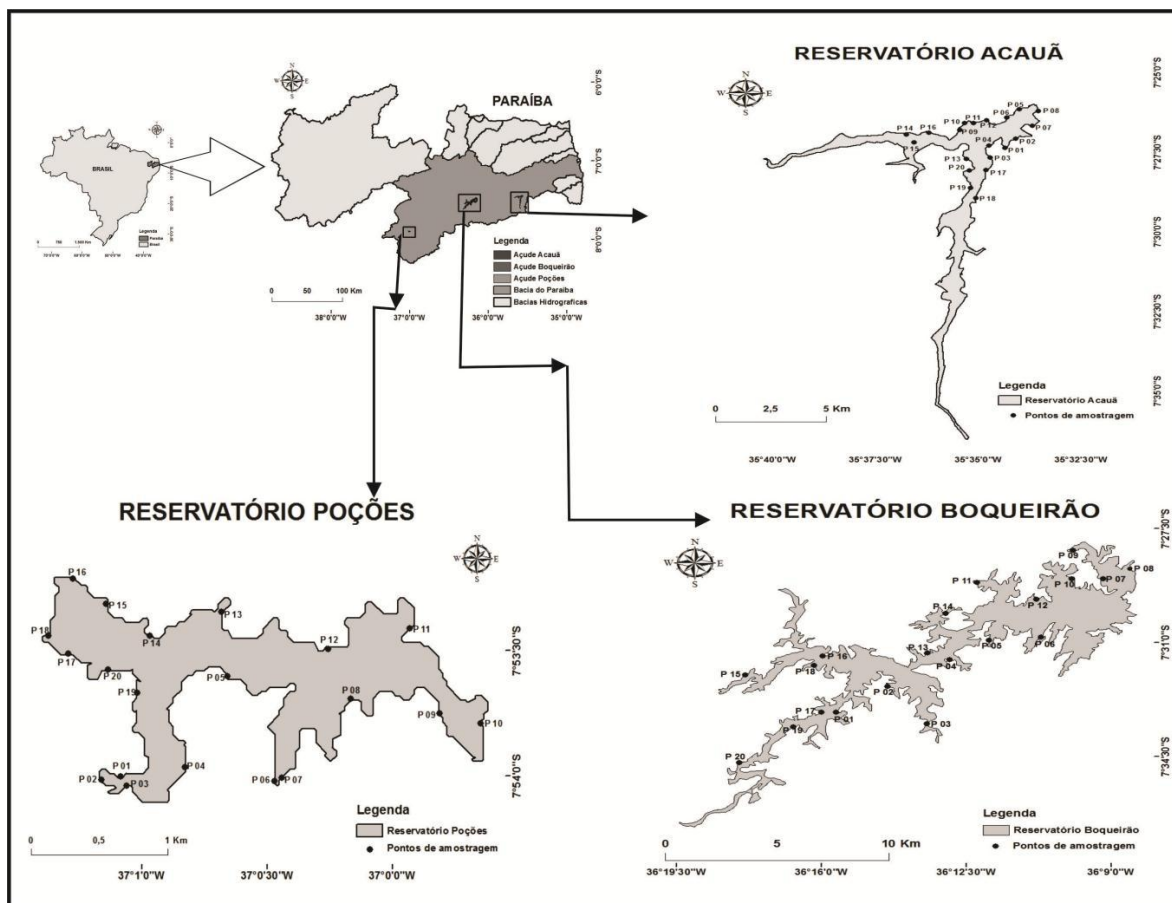 BRASIL
Legenda
Paraíba
Brasil
PARAÍBA
N
W E
S
6°0'0"S
7°0'0"S
8°0'0"S
Legenda
Açude Acauã
Açude Boqueirão
Açude Poções
Bacia do Paraíba
Bacias Hidrograficas
0 50 100 Km
38°0'0"W 37°0'0"W 36°0'0"W 35°0'0"W
RESERVATÓRIO ACAUÃ
N
W E
S
7°25'0"S
7°27'30"S
7°30'0"S
7°32'30"S
7°35'0"S
P 05
P 08
P 06
P 11
P 10
P 12
P 07
P 09
P 14
P 16
P 02
P 15
P 04
P 01
P 13
P 03
P 20
P 17
P 19
P 18
Legenda
Reservatório Acauã
Pontos de amostragem
0 2,5 5 Km
35°40'0"W 35°37'30"W 35°35'0"W 35°32'30"W
RESERVATÓRIO POÇÕES
N
W E
S
P 16
P 15
P 13
P 18
P 14
P 12
P 11
P 17
P 20
P 05
P 19
P 08
P 09
P 10
P 04
P 01
P 02
P 03
P 06
P 07
7°53'30"S
7°54'0"S
Legenda
Reservatório Poções
Pontos de amostragem
0 0,5 1 Km
37°1'0"W 37°0'30"W 37°0'0"W
RESERVATÓRIO BOQUEIRÃO
N
W E
S
7°27'30"S
7°31'0"S
7°34'30"S
P 09
P 08
P 11
P 10
P 07
P 12
P 14
P 06
P 05
P 13
P 04
P 16
P 18
P 15
P 02
P 17
P 01
P 03
P 19
P 20
Legenda
Reservatório Boqueirão
Pontos de amostragem
0 5 10 Km
36°19'30"W 36°16'0"W 36°12'30"W 36°9'0"W